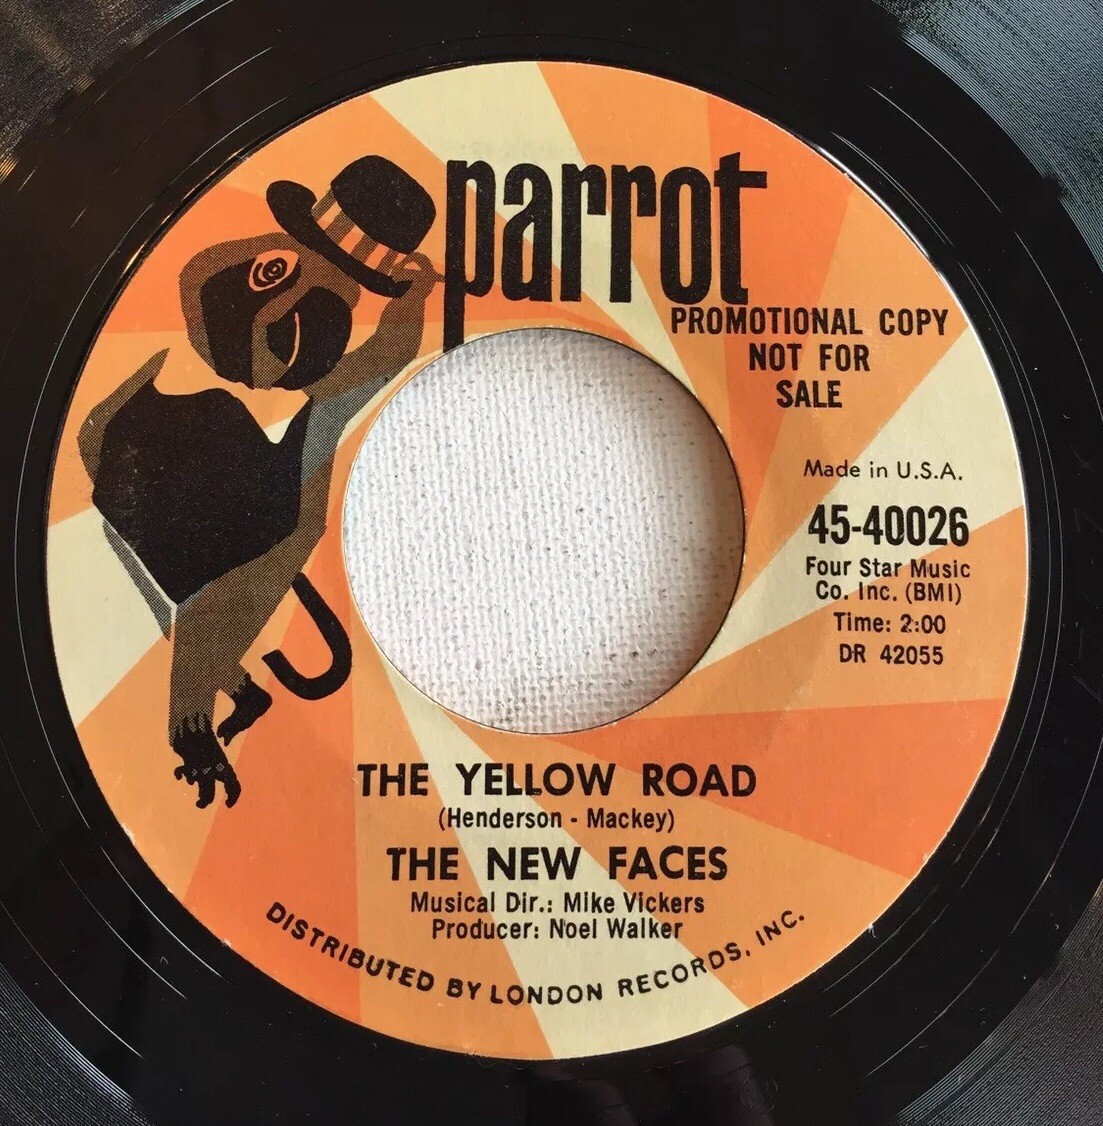 parrot
PROMOTIONAL COPY
NOT FOR
SALE
Made in U.S.A.
45-40026
Four Star Music
Co. Inc. (BMI)
Time: 2:00
DR 42055
THE YELLOW ROAD
(Henderson - Mackey)
THE NEW FACES
Musical Dir.: Mike Vickers
Producer: Noel Walker
DISTRIBUTED BY LONDON RECORDS, INC.